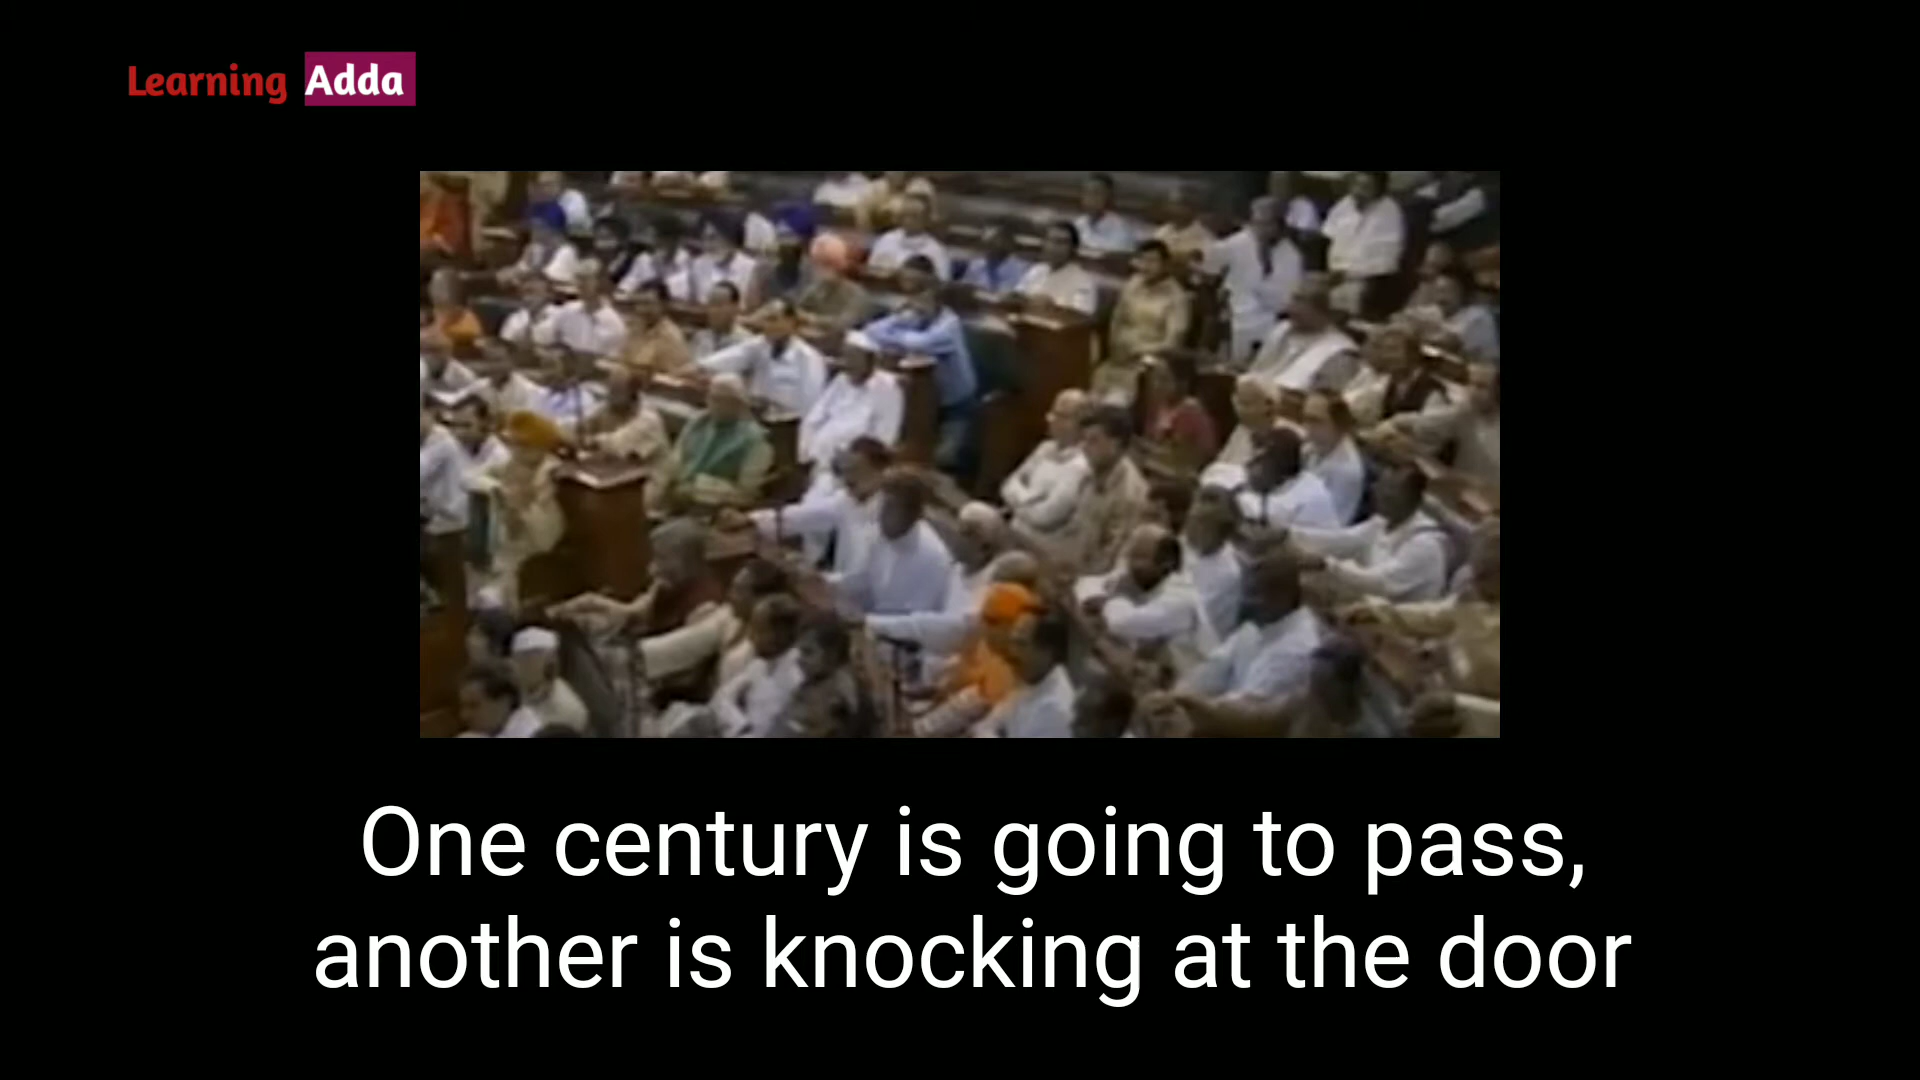 Learning Adda
One century is going to pass,
another is knocking at the door